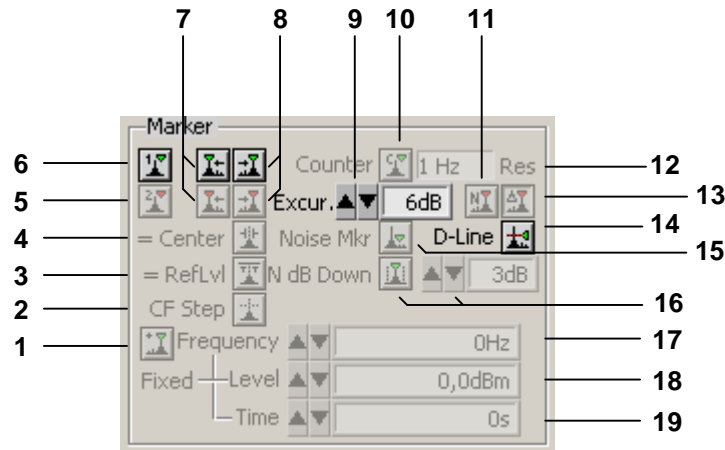 7 8 9 10 11
Marker
6 1 Counter C 1 Hz Res 12
5 2 Excur. 6dB N Δ 13
4 = Center Noise Mkr D-Line 14
15
3 = RefLvl N dB Down 3dB
2 CF Step 16
1 Frequency 0Hz 17
Fixed Level 0,0dBm 18
Time 0s 19